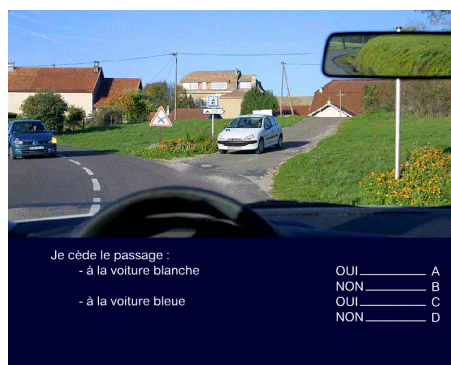 Je cède le passage :
- à la voiture blanche OUI A
NON B
- à la voiture bleue OUI C
NON D